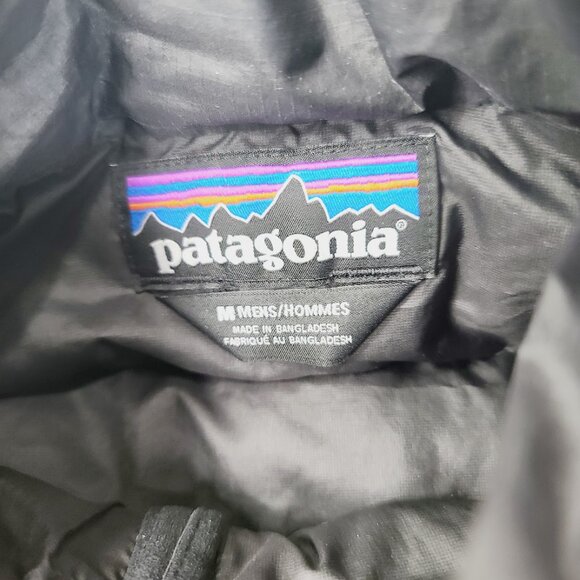 patagonia®
M MENS/HOMMES
MADE IN BANGLADESH
FABRIQUÉ AU BANGLADESH